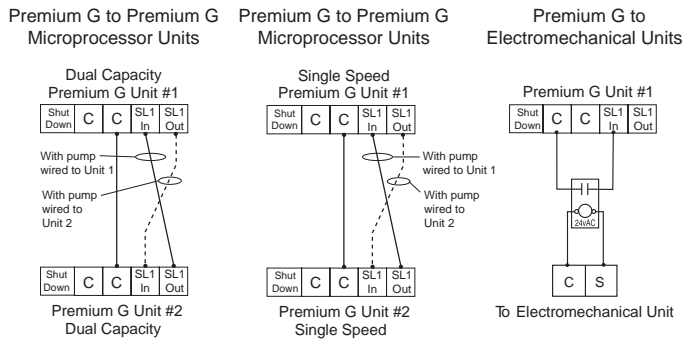 Premium G to Premium G
Microprocessor Units
Dual Capacity
Premium G Unit #1
Shut Down C C SL1 In SL1 Out
With pump
wired to Unit 1
With pump
wired to
Unit 2
Shut Down C C SL1 In SL1 Out
Premium G Unit #2
Dual Capacity
Premium G to Premium G
Microprocessor Units
Single Speed
Premium G Unit #1
Shut Down C C SL1 In SL1 Out
With pump
wired to Unit 1
With pump
wired to
Unit 2
Shut Down C C SL1 In SL1 Out
Premium G Unit #2
Single Speed
Premium G to
Electromechanical Units
Premium G Unit #1
Shut Down C C SL1 In SL1 Out
24vAC
C S
To Electromechanical Unit